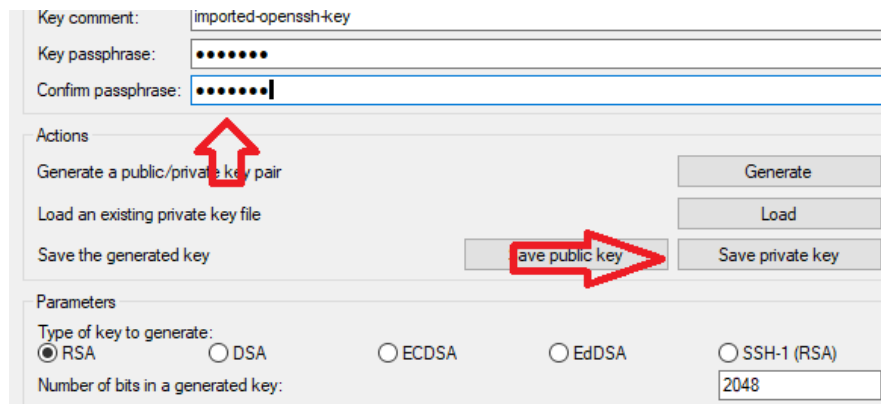 Key comment: imported-openssh-key
Key passphrase: •••••••
Confirm passphrase: •••••••
Actions
Generate a public/private key pair Generate
Load an existing private key file Load
Save the generated key Save public key Save private key
Parameters
Type of key to generate:
RSA DSA ECDSA EdDSA SSH-1 (RSA)
Number of bits in a generated key: 2048